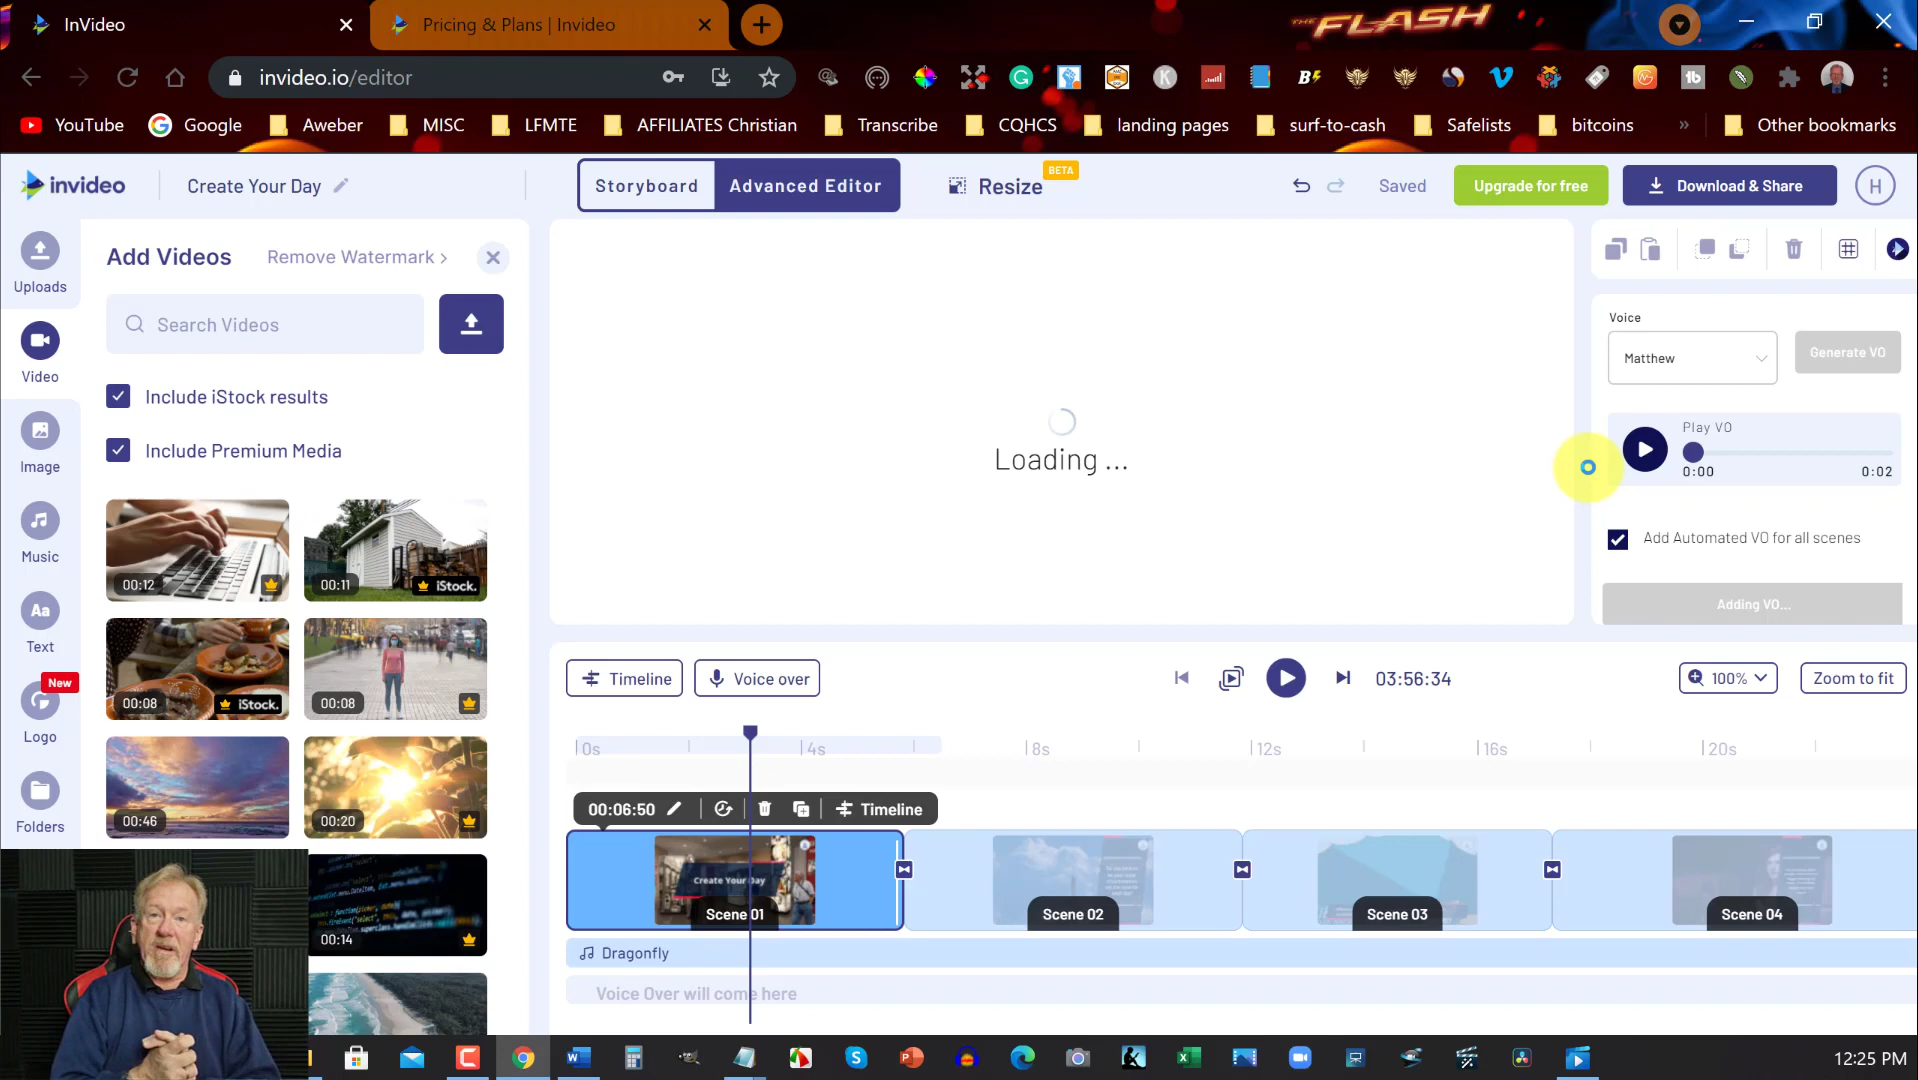 InVideo
Pricing & Plans | Invideo
THE FLASH
invideo.io/editor
YouTube
Google
Aweber
MISC
LFMTE
AFFILIATES Christian
Transcribe
CQHCS
landing pages
surf-to-cash
Safelists
bitcoins
»
Other bookmarks
invideo
Create Your Day
Storyboard
Advanced Editor
Resize
BETA
Saved
Upgrade for free
Download & Share
H
Uploads
Video
Image
Music
Aa
Text
New
Logo
Folders
Add Videos
Remove Watermark >
Search Videos
Include iStock results
Include Premium Media
00:12
00:11
iStock.
00:08
iStock.
00:08
00:46
00:20
00:14
Loading ...
Voice
Matthew
Generate VO
Play VO
0:00
0:02
Add Automated VO for all scenes
Adding VO...
Timeline
Voice over
03:56:34
100%
Zoom to fit
0s
4s
8s
12s
16s
20s
00:06:50
Timeline
Create Your Day
Scene 01
Scene 02
Scene 03
Scene 04
Dragonfly
Voice Over will come here
12:25 PM